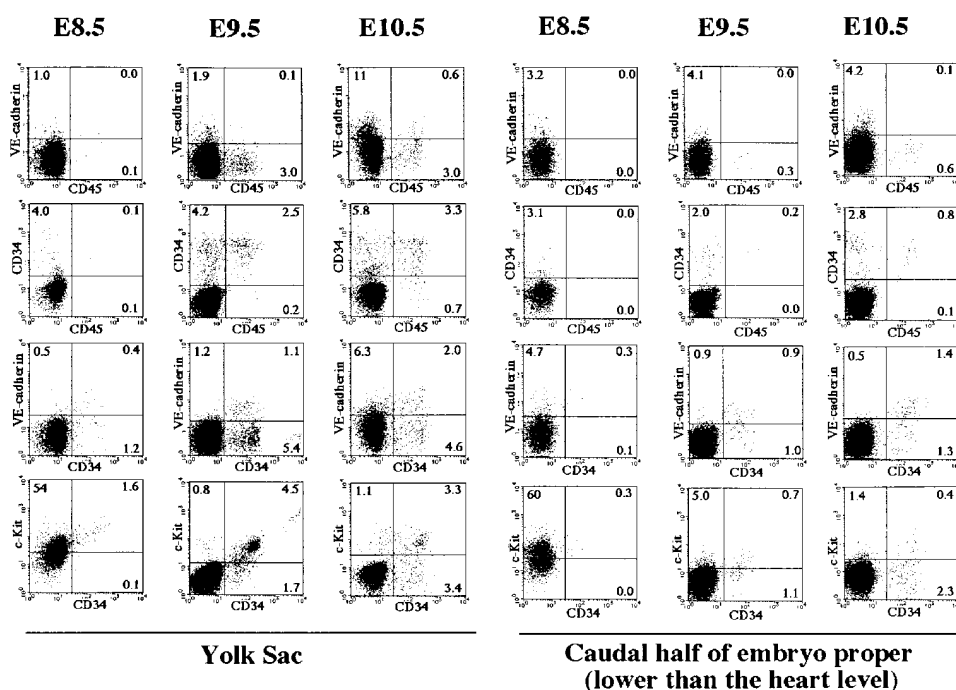 E8.5 E9.5 E10.5 E8.5 E9.5 E10.5
1.0 0.0 1.9 0.1 11 0.6 3.2 0.0 4.1 0.0 4.2 0.1
VE-cadherin VE-cadherin VE-cadherin VE-cadherin VE-cadherin VE-cadherin
0.1 3.0 3.0 0.0 0.3 0.6
CD45 CD45 CD45 CD45 CD45 CD45
4.0 0.1 4.2 2.5 5.8 3.3 3.1 0.0 2.0 0.2 2.8 0.8
CD34 CD34 CD34 CD34 CD34 CD34
0.1 0.2 0.7 0.0 0.0 0.1
CD45 CD45 CD45 CD45 CD45 CD45
0.5 0.4 1.2 1.1 6.3 2.0 4.7 0.3 0.9 0.9 0.5 1.4
VE-cadherin VE-cadherin VE-cadherin VE-cadherin VE-cadherin VE-cadherin
1.2 5.4 4.6 0.1 1.0 1.3
CD34 CD34 CD34 CD34 CD34 CD34
54 1.6 0.8 4.5 1.1 3.3 60 0.3 5.0 0.7 1.4 0.4
c-Kit c-Kit c-Kit c-Kit c-Kit c-Kit
0.1 1.7 3.4 0.0 1.1 2.3
CD34 CD34 CD34 CD34 CD34 CD34
Yolk Sac
Caudal half of embryo proper
(lower than the heart level)